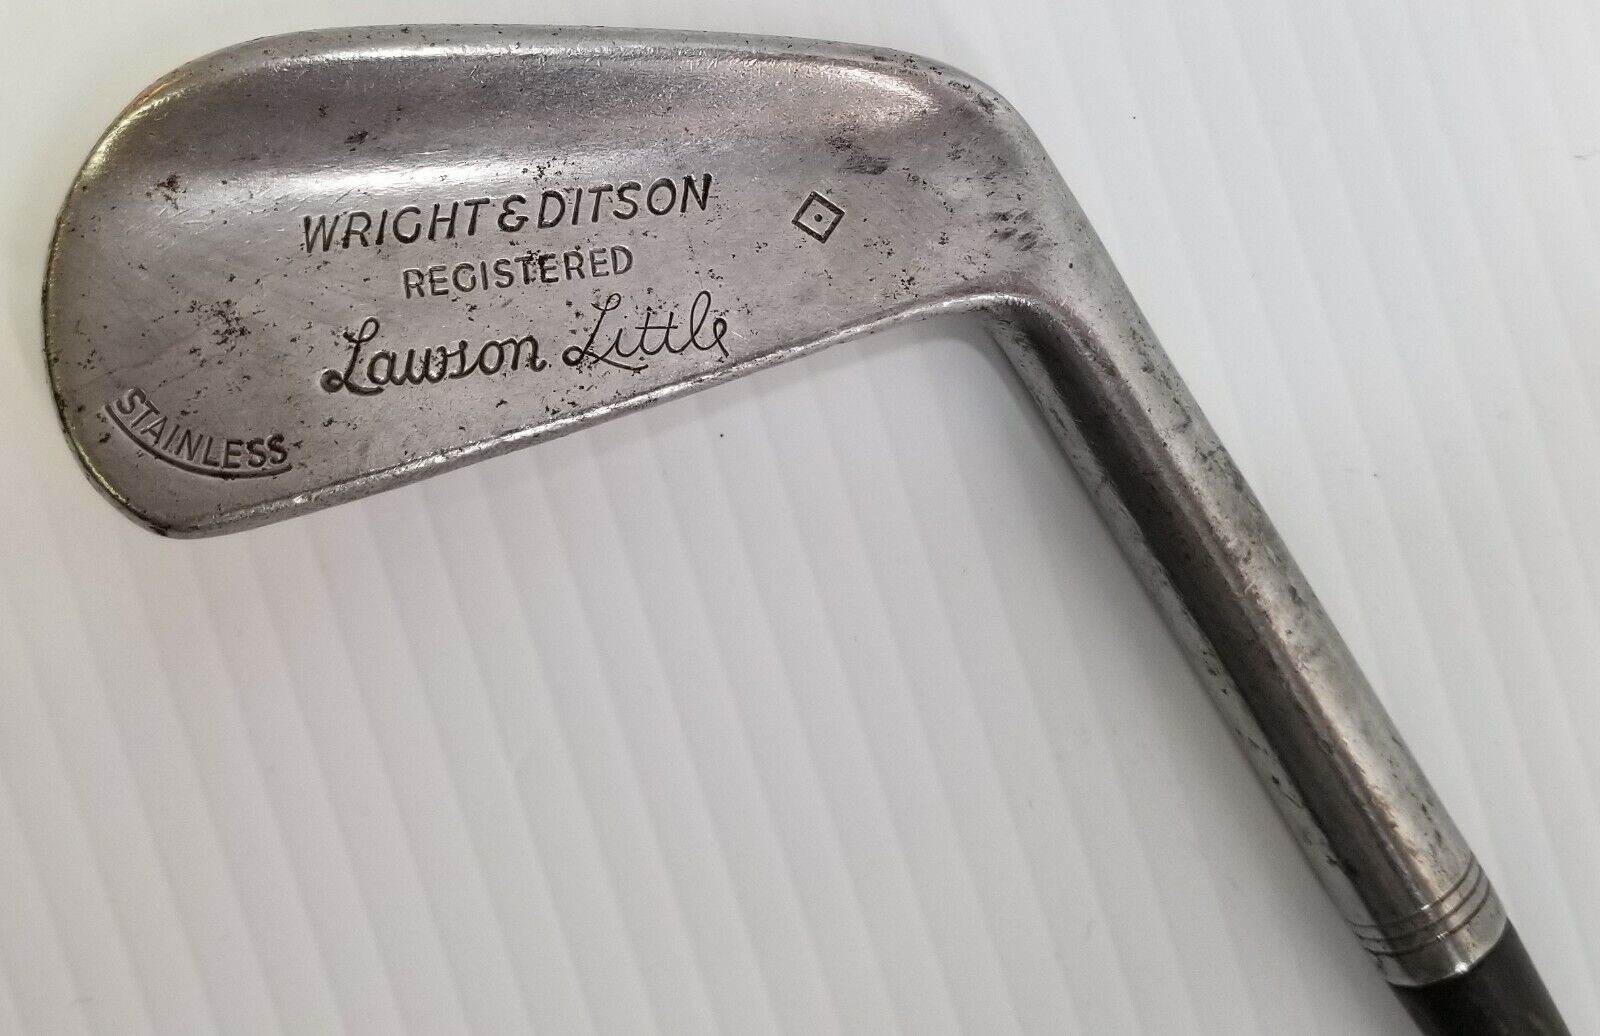 WRIGHT & DITSON
REGISTERED
Lawson Little
STAINLESS